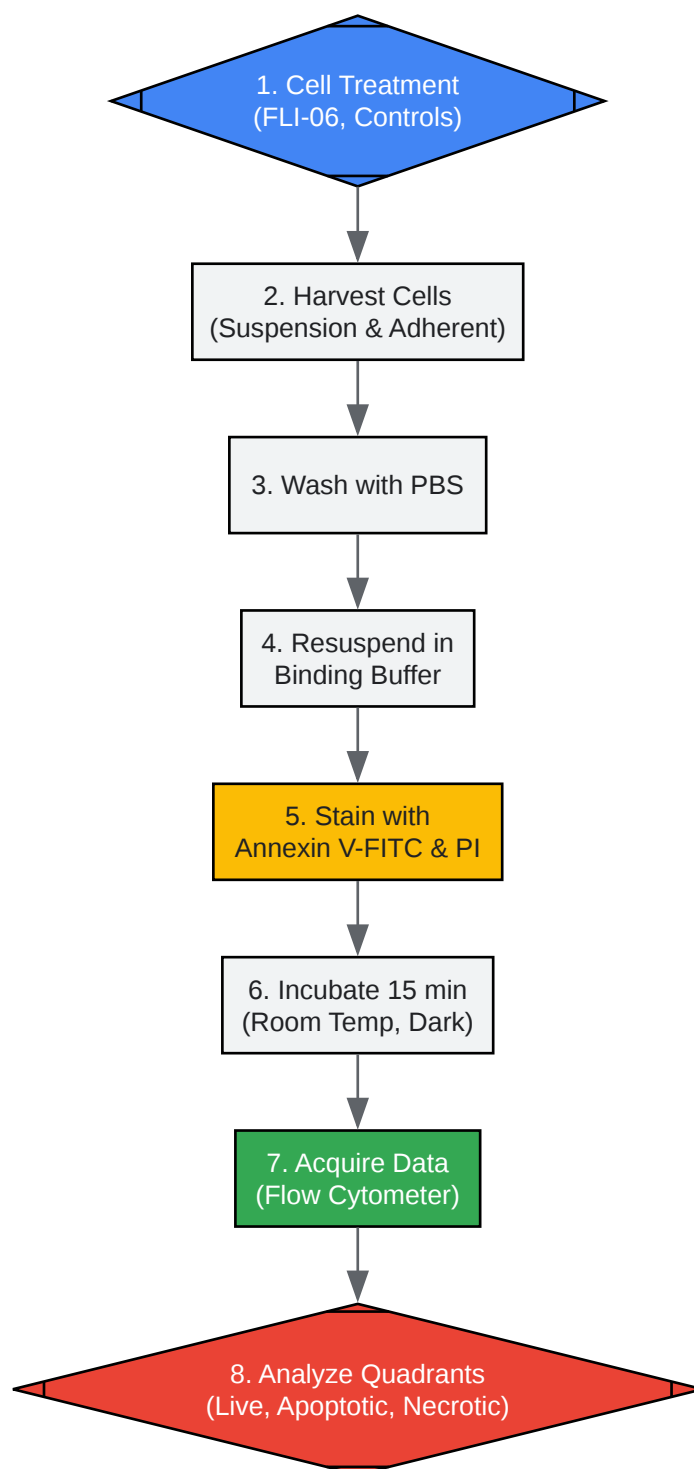 1. Cell Treatment
(FLI-06, Controls)
2. Harvest Cells
(Suspension & Adherent)
3. Wash with PBS
4. Resuspend in
Binding Buffer
5. Stain with
Annexin V-FITC & PI
6. Incubate 15 min
(Room Temp, Dark)
7. Acquire Data
(Flow Cytometer)
8. Analyze Quadrants
(Live, Apoptotic, Necrotic)